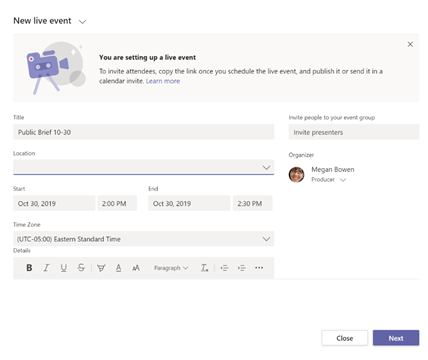 New live event
You are setting up a live event
To invite attendees, copy the link once you schedule the live event, and publish it or send it in a
calendar invite. Learn more
Title
Invite people to your event group
Public Brief 10-30
Invite presenters
Location
Organizer
Megan Bowen
Producer
Start
End
Oct 30, 2019
2:00 PM
Oct 30, 2019
2:30 PM
Time Zone
(UTC-05:00) Eastern Standard Time
Details
B I U S A AA Paragraph Tx ...
Close
Next